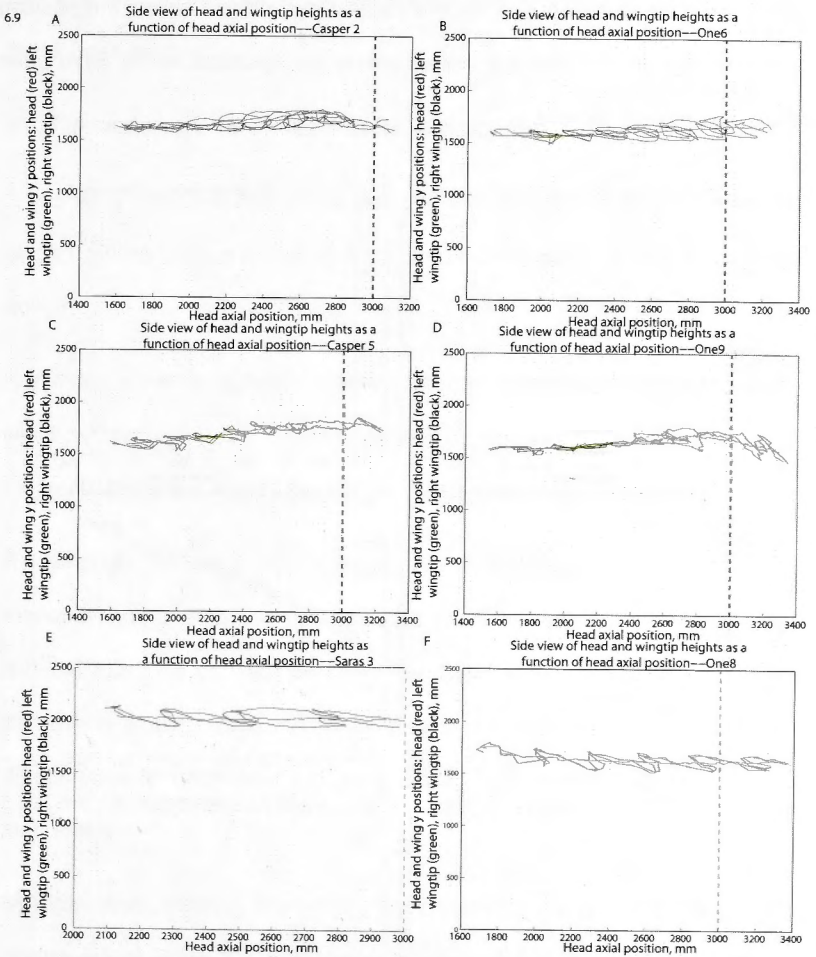 6.9
A
Side view of head and wingtip heights as a
function of head axial position––Casper 2
Head and wing y positions: head (red) left
wingtip (green), right wingtip (black), mm
2500
2000
1500
1000
500
0
1400 1600 1800 2000 2200 2400 2600 2800 3000 3200
Head axial position, mm
B
Side view of head and wingtip heights as a
function of head axial position––One6
Head and wing y positions: head (red) left
wingtip (green), right wingtip (black), mm
2500
2000
1500
1000
500
0
1600 1800 2000 2200 2400 2600 2800 3000 3200 3400
Head axial position, mm
C
Side view of head and wingtip heights as a
function of head axial position––Casper 5
Head and wing y positions: head (red) left
wingtip (green), right wingtip (black), mm
2500
2000
1500
1000
500
0
1400 1600 1800 2000 2200 2400 2600 2800 3000 3200 3400
Head axial position, mm
D
Side view of head and wingtip heights as a
function of head axial position––One9
Head and wing y positions: head (red) left
wingtip (green), right wingtip (black), mm
2500
2000
1500
1000
500
0
1400 1600 1800 2000 2200 2400 2600 2800 3000 3200 3400
Head axial position, mm
E
Side view of head and wingtip heights as
a function of head axial position––Saras 3
Head and wing y positions: head (red) left
wingtip (green), right wingtip (black), mm
2500
2000
1500
1000
500
0
2000 2100 2200 2300 2400 2500 2600 2700 2800 2900 3000
Head axial position, mm
F
Side view of head and wingtip heights as a
function of head axial position––One8
Head and wing y positions: head (red) left
wingtip (green), right wingtip (black), mm
2500
2000
1500
1000
500
0
1600 1800 2000 2200 2400 2600 2800 3000 3200 3400
Head axial position, mm